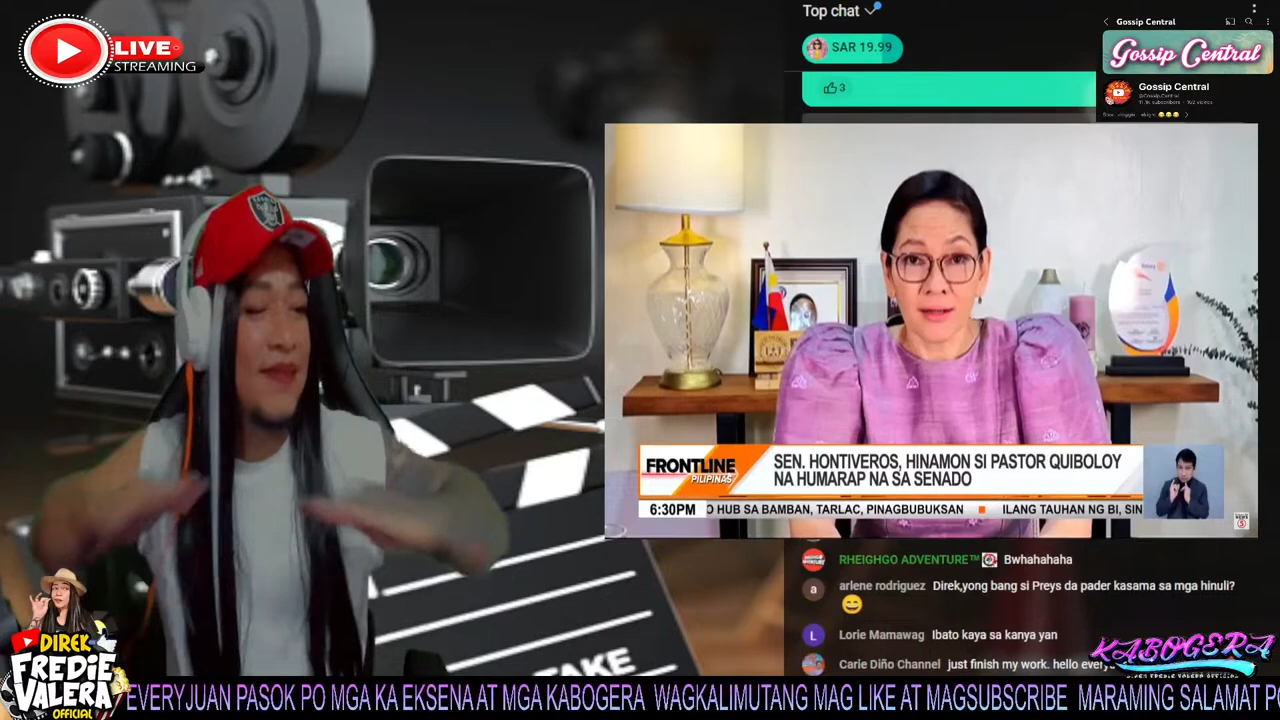 LIVE
STREAMING
Top chat
SAR 19.99
3
Gossip Central
Gossip Central
Gossip Central
FRONTLINE
PILIPINAS
SEN. HONTIVEROS, HINAMON SI PASTOR QUIBOLOY
NA HUMARAP NA SA SENADO
6:30PM
O HUB SA BAMBAN, TARLAC, PINAGBUBUKSAN ILANG TAUHAN NG BI, SIN
NEWS
5
RHEIGHGO ADVENTURE™ Bwhahahaha
a
arlene rodriguez Direk,yong bang si Preys da pader kasama sa mga hinuli?
L
Lorie Mamawag Ibato kaya sa kanya yan
Carie Diño Channel just finish my work. hello every
KABOGERA
TAKE
DIREK
FREDIE
VALERA
OFFICIAL
EVERYJUAN PASOK PO MGA KA EKSENA AT MGA KABOGERA WAGKALIMUTANG MAG LIKE AT MAGSUBSCRIBE MARAMING SALAMAT P